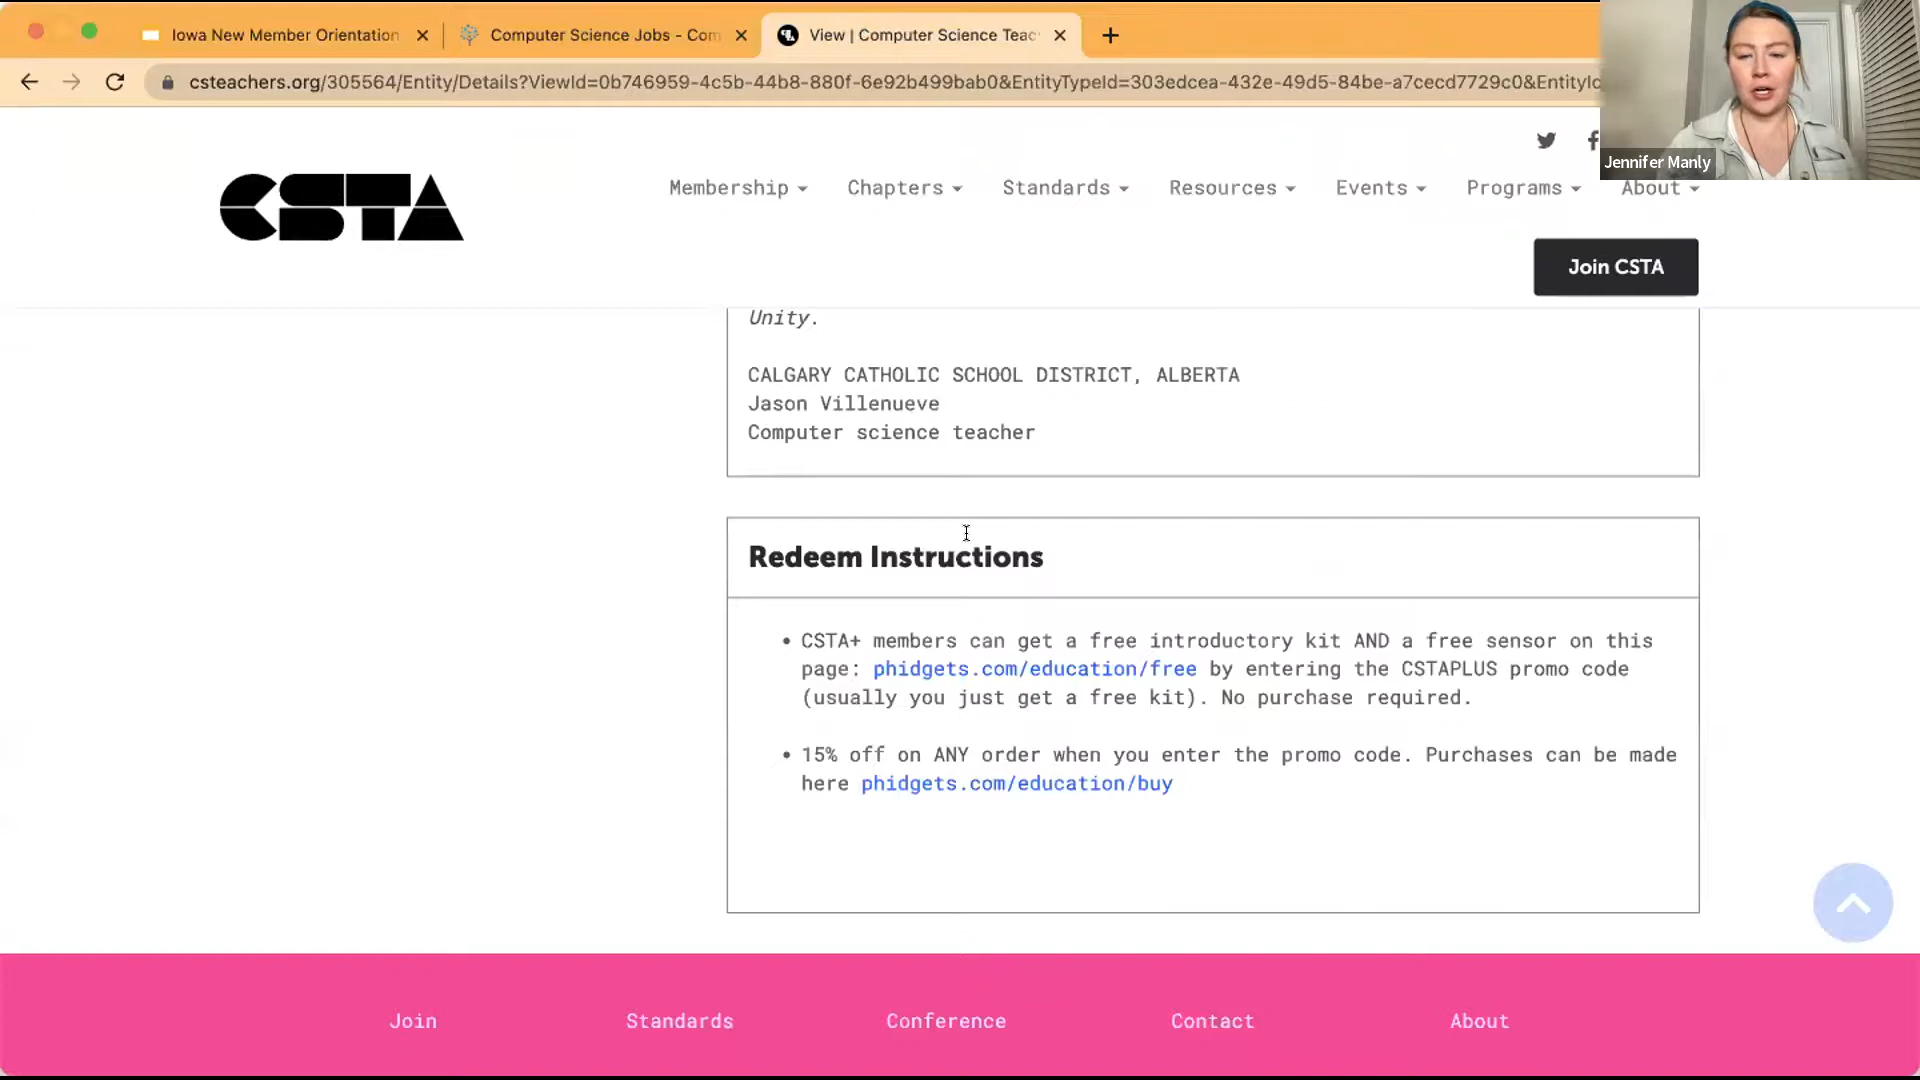 Iowa New Member Orientation
Computer Science Jobs - Com
View | Computer Science Teac
csteachers.org/305564/Entity/Details?ViewId=0b746959-4c5b-44b8-880f-6e92b499bab0&EntityTypeId=303edcea-432e-49d5-84be-a7cecd7729c0&EntityId
Jennifer Manly
CSTA
Membership
Chapters
Standards
Resources
Events
Programs
About
Join CSTA
Unity.
CALGARY CATHOLIC SCHOOL DISTRICT, ALBERTA
Jason Villenueve
Computer science teacher
Redeem Instructions
• CSTA+ members can get a free introductory kit AND a free sensor on this
page: phidgets.com/education/free by entering the CSTAPLUS promo code
(usually you just get a free kit). No purchase required.
• 15% off on ANY order when you enter the promo code. Purchases can be made
here phidgets.com/education/buy
Join
Standards
Conference
Contact
About